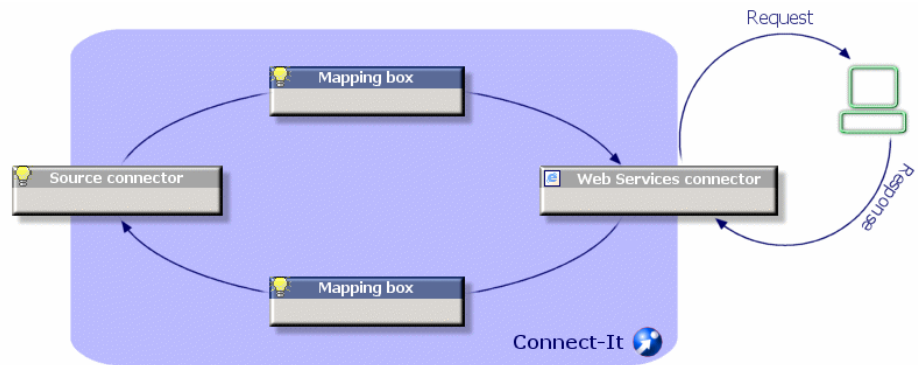 Request
Mapping box
Source connector
Web Services connector
Response
Mapping box
Connect-It